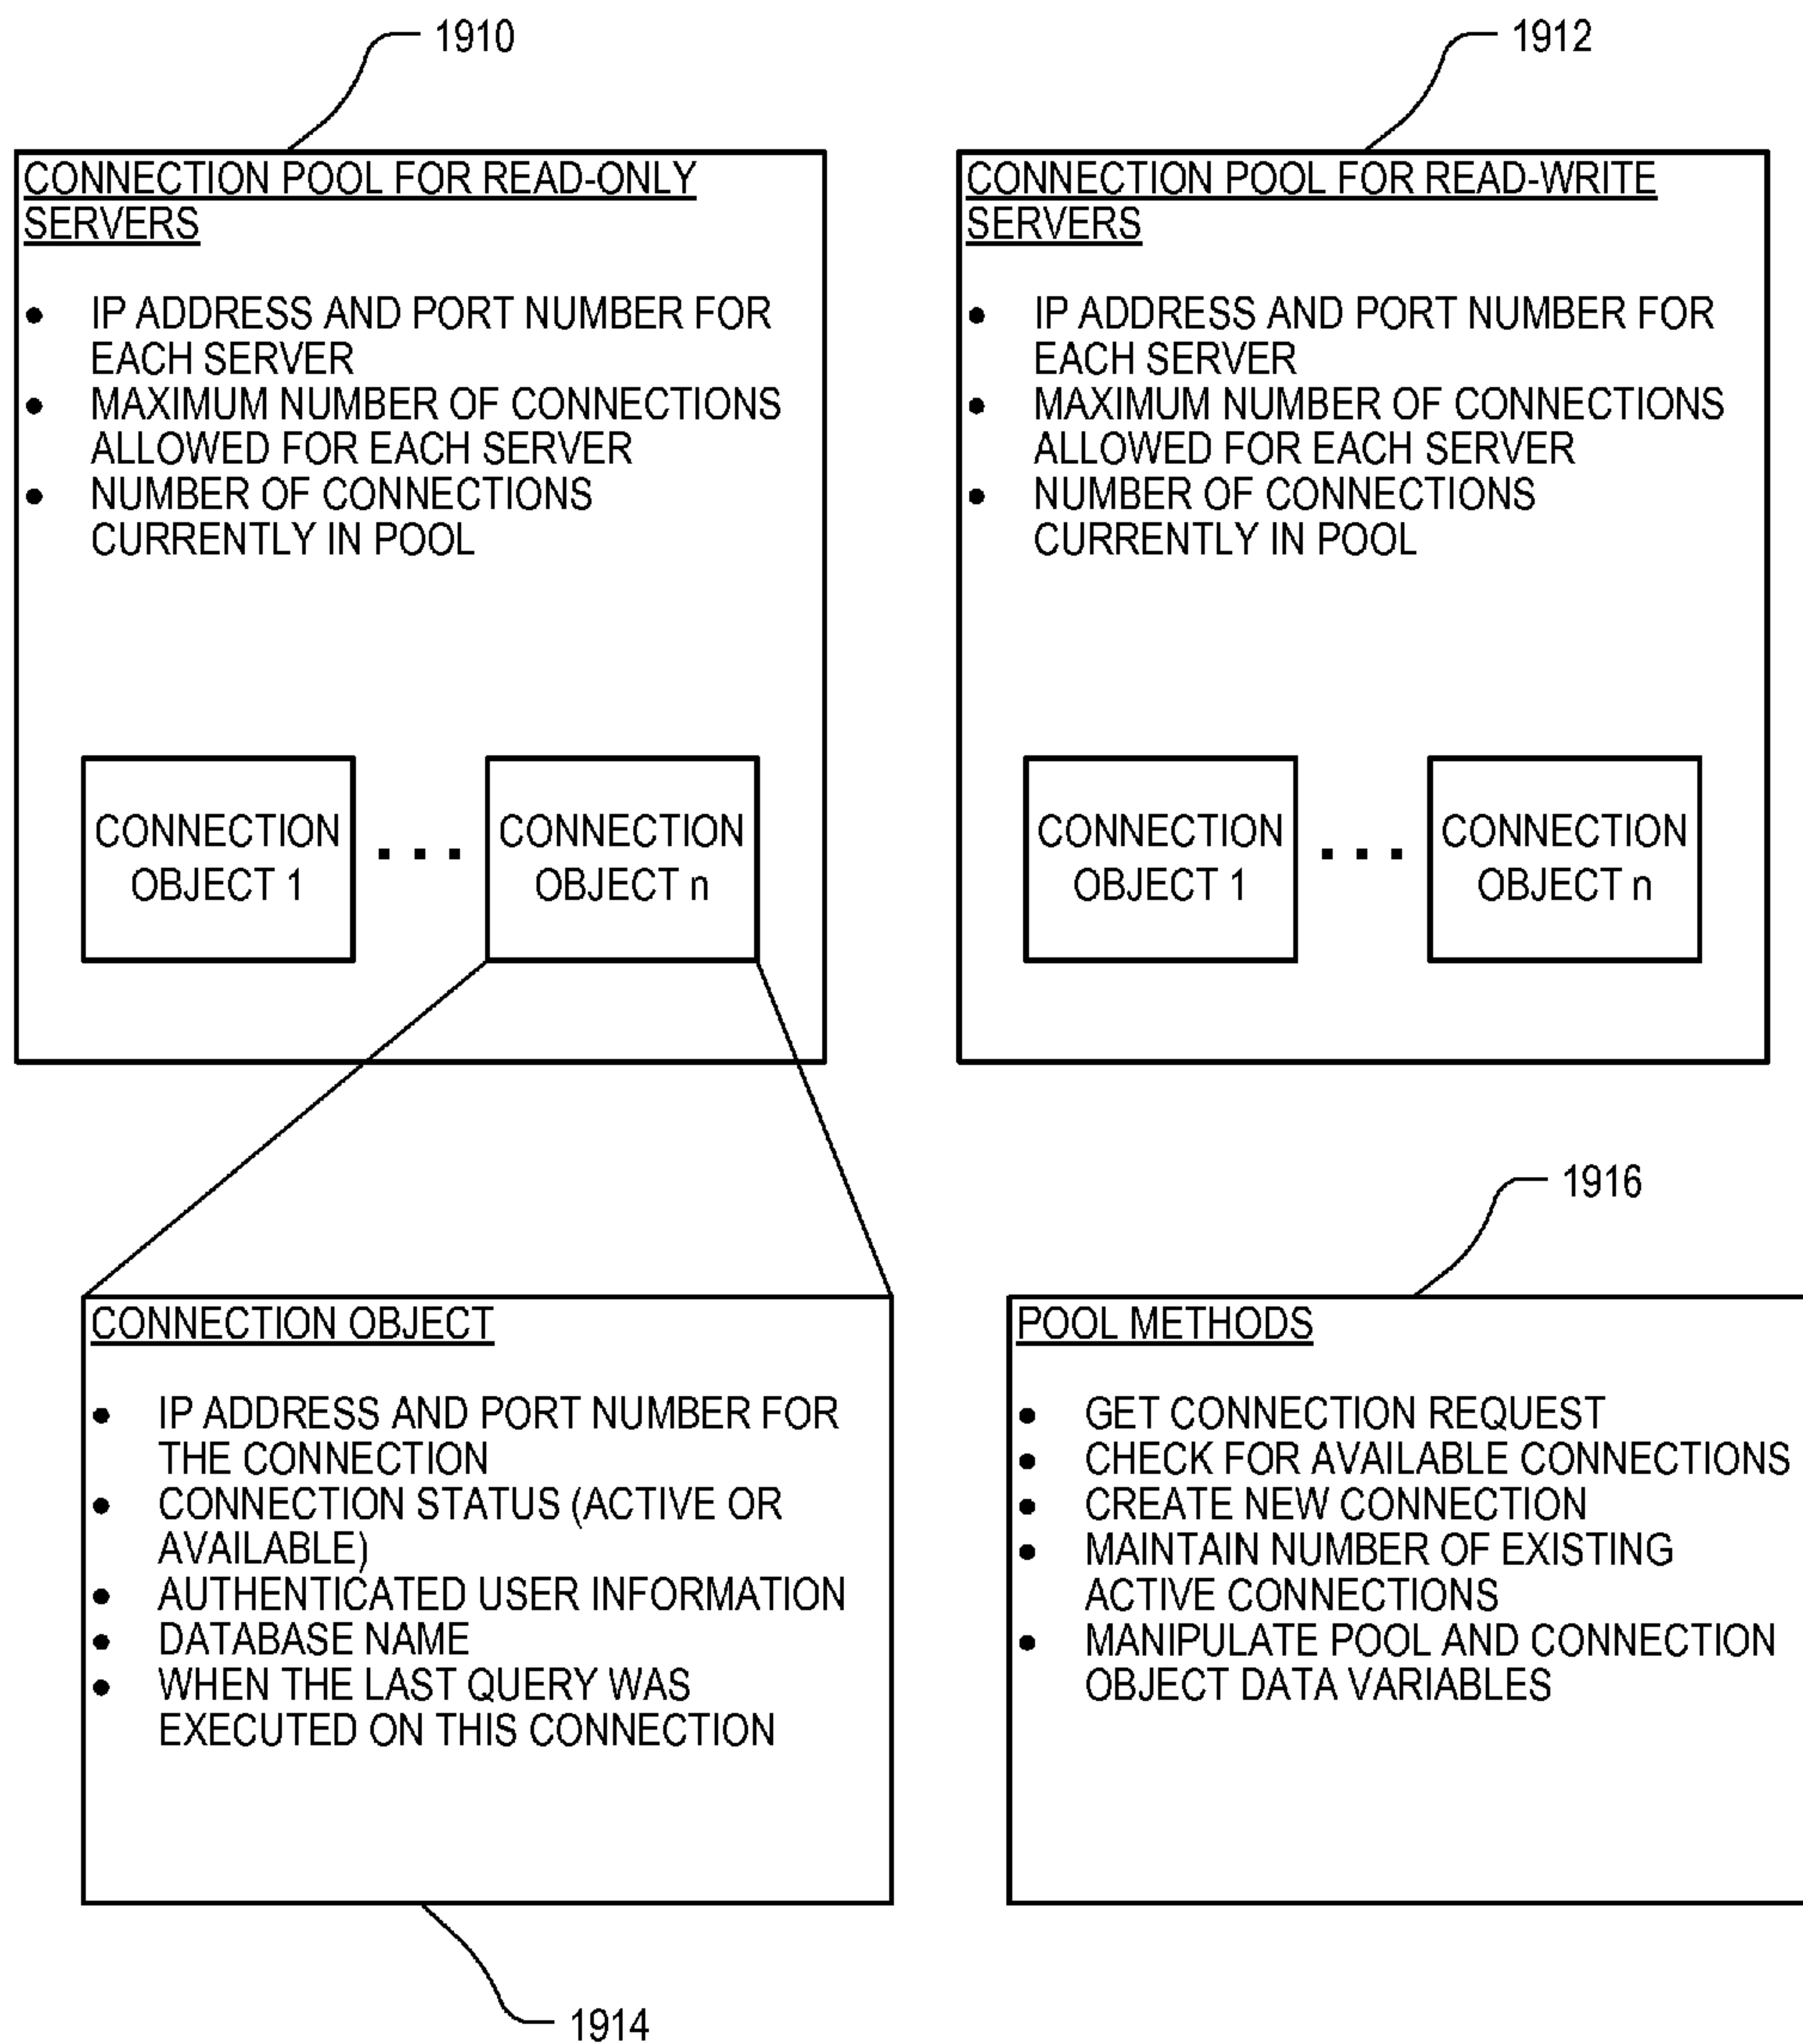 1910
CONNECTION POOL FOR READ-ONLY
SERVERS
• IP ADDRESS AND PORT NUMBER FOR
EACH SERVER
• MAXIMUM NUMBER OF CONNECTIONS
ALLOWED FOR EACH SERVER
• NUMBER OF CONNECTIONS
CURRENTLY IN POOL
CONNECTION
OBJECT 1
...
CONNECTION
OBJECT n
1912
CONNECTION POOL FOR READ-WRITE
SERVERS
• IP ADDRESS AND PORT NUMBER FOR
EACH SERVER
• MAXIMUM NUMBER OF CONNECTIONS
ALLOWED FOR EACH SERVER
• NUMBER OF CONNECTIONS
CURRENTLY IN POOL
CONNECTION
OBJECT 1
...
CONNECTION
OBJECT n
CONNECTION OBJECT
• IP ADDRESS AND PORT NUMBER FOR
THE CONNECTION
• CONNECTION STATUS (ACTIVE OR
AVAILABLE)
• AUTHENTICATED USER INFORMATION
• DATABASE NAME
• WHEN THE LAST QUERY WAS
EXECUTED ON THIS CONNECTION
1914
1916
POOL METHODS
• GET CONNECTION REQUEST
• CHECK FOR AVAILABLE CONNECTIONS
• CREATE NEW CONNECTION
• MAINTAIN NUMBER OF EXISTING
ACTIVE CONNECTIONS
• MANIPULATE POOL AND CONNECTION
OBJECT DATA VARIABLES